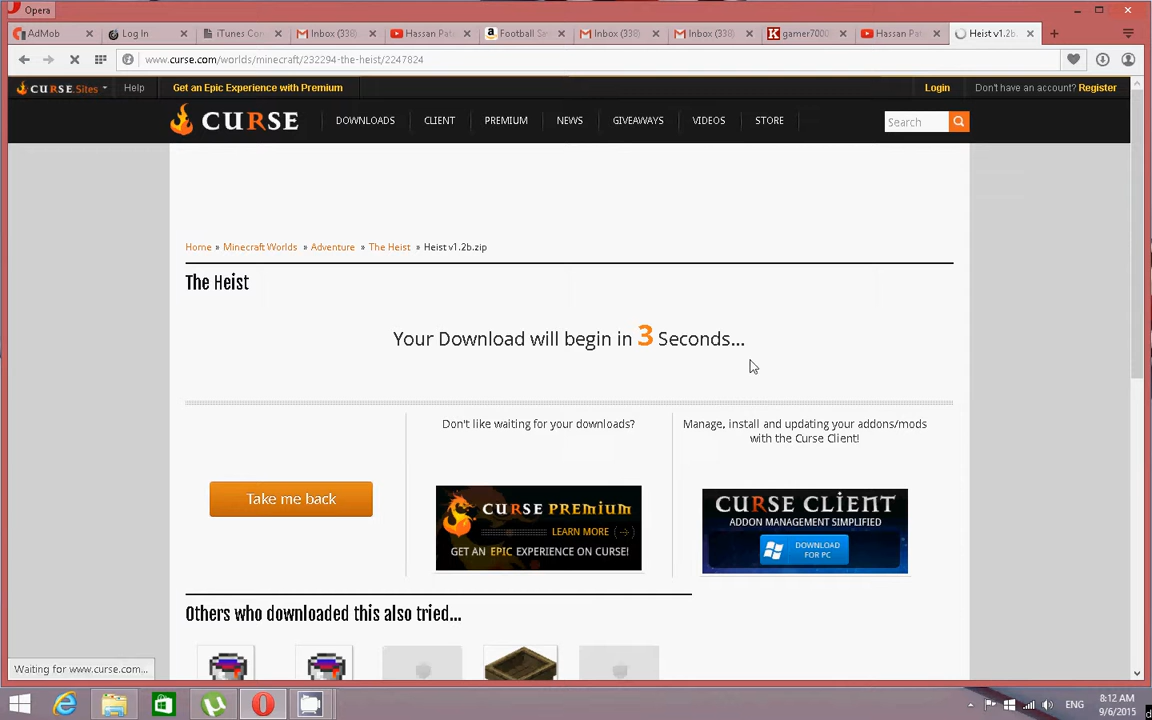 Opera
AdMob
Log In
iTunes Con
Inbox (338)
Hassan Pat
Football Sn
Inbox (338)
Inbox (338)
gamer7000
Hassan Pat
Heist v1.2b.
www.curse.com/worlds/minecraft/232294-the-heist/2247824
CURSE.Sites
Help
Get an Epic Experience with Premium
Login
Don't have an account? Register
CURSE
DOWNLOADS
CLIENT
PREMIUM
NEWS
GIVEAWAYS
VIDEOS
STORE
Search
Home » Minecraft Worlds » Adventure » The Heist » Heist v1.2b.zip
The Heist
Your Download will begin in 3 Seconds...
Take me back
Don't like waiting for your downloads?
CURSE PREMIUM
LEARN MORE
GET AN EPIC EXPERIENCE ON CURSE!
Manage, install and updating your addons/mods
with the Curse Client!
CURSE CLIENT
ADDON MANAGEMENT SIMPLIFIED
DOWNLOAD
FOR PC
Others who downloaded this also tried...
Waiting for www.curse.com...
ENG
8:12 AM
9/6/2015